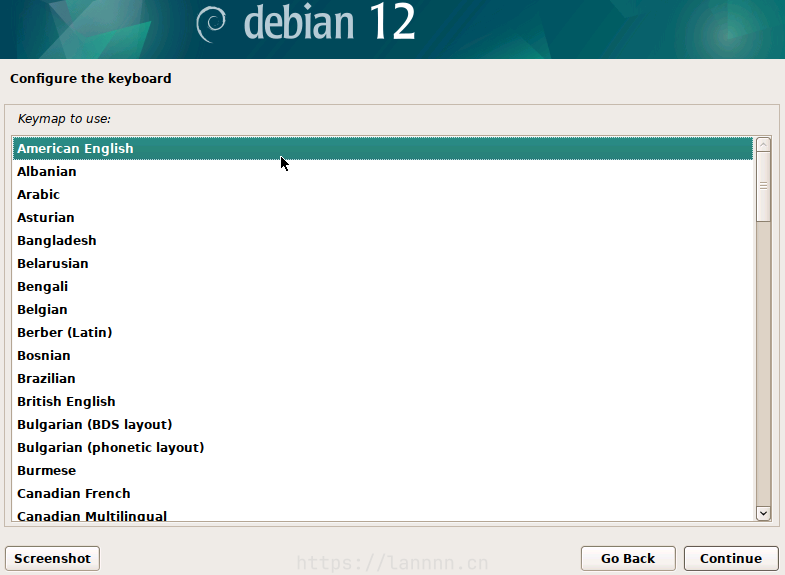 debian 12
Configure the keyboard
Keymap to use:
American English
Albanian
Arabic
Asturian
Bangladesh
Belarusian
Bengali
Belgian
Berber (Latin)
Bosnian
Brazilian
British English
Bulgarian (BDS layout)
Bulgarian (phonetic layout)
Burmese
Canadian French
Canadian Multilingual
Screenshot
https://lannnn.cn
Go Back
Continue